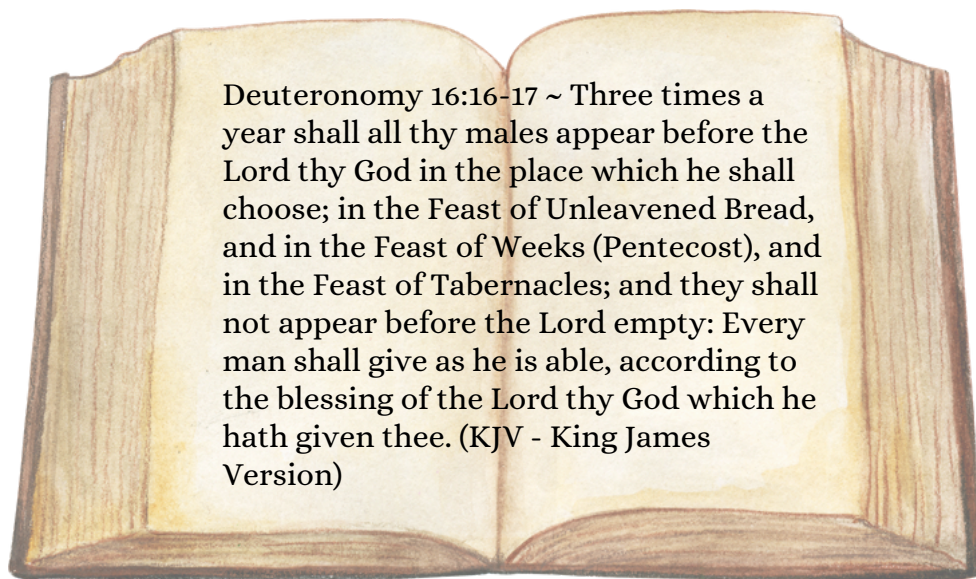 Deuteronomy 16:16-17 ~ Three times a
year shall all thy males appear before the
Lord thy God in the place which he shall
choose; in the Feast of Unleavened Bread,
and in the Feast of Weeks (Pentecost), and
in the Feast of Tabernacles; and they shall
not appear before the Lord empty: Every
man shall give as he is able, according to
the blessing of the Lord thy God which he
hath given thee. (KJV - King James
Version)